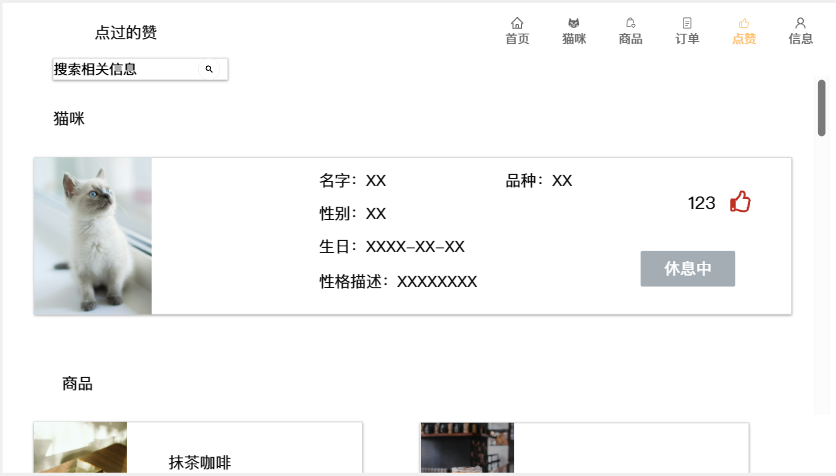 点过的赞
首页 猫咪 商品 订单 点赞 信息
搜索相关信息
猫咪
名字：XX 品种：XX
123
性别：XX
生日：XXXX-XX-XX
性格描述：XXXXXXXX
休息中
商品
抹茶咖啡